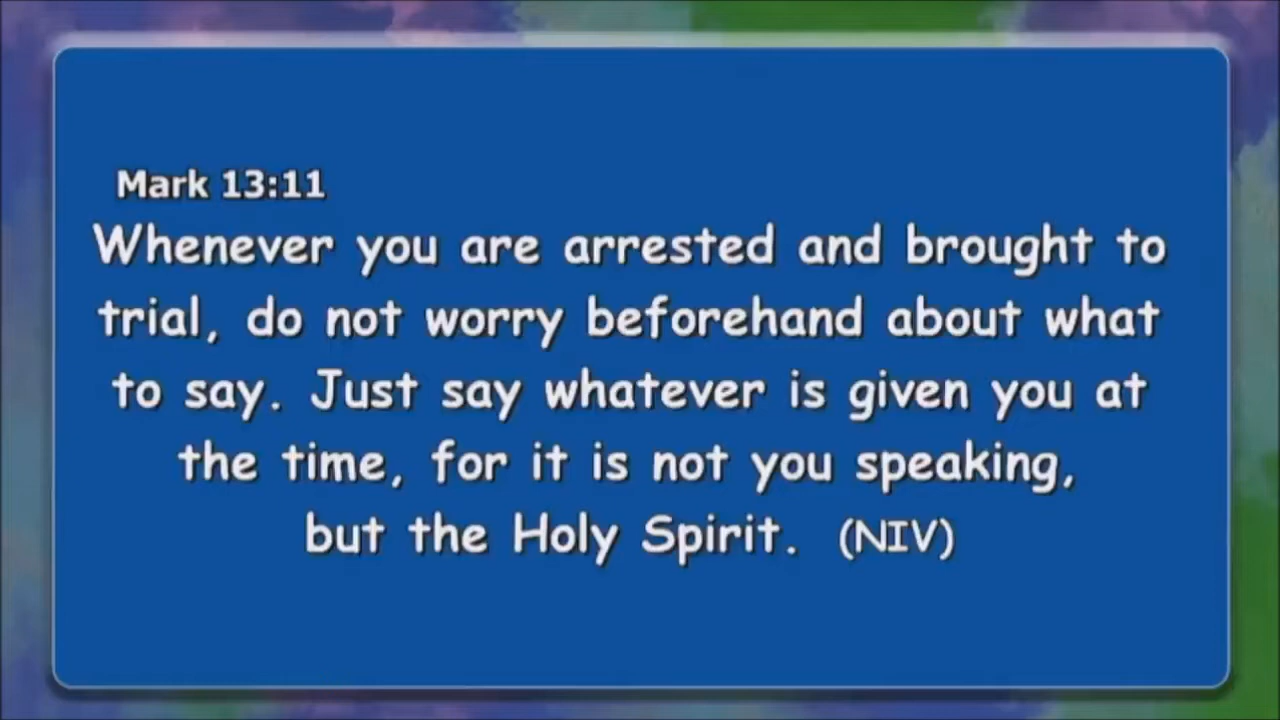 Mark 13:11
Whenever you are arrested and brought to
trial, do not worry beforehand about what
to say. Just say whatever is given you at
the time, for it is not you speaking,
but the Holy Spirit. (NIV)